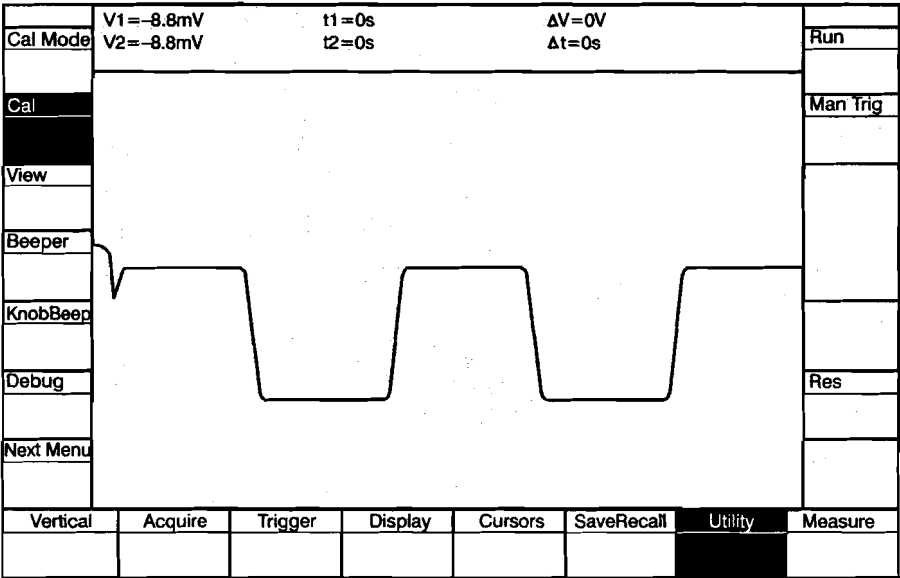 V1=–8.8mV t1=0s ΔV=0V
V2=–8.8mV t2=0s Δt=0s
Cal Mode
Cal
View
Beeper
KnobBeep
Debug
Next Menu
Run
Man Trig
Res
Vertical Acquire Trigger Display Cursors SaveRecall Utility Measure